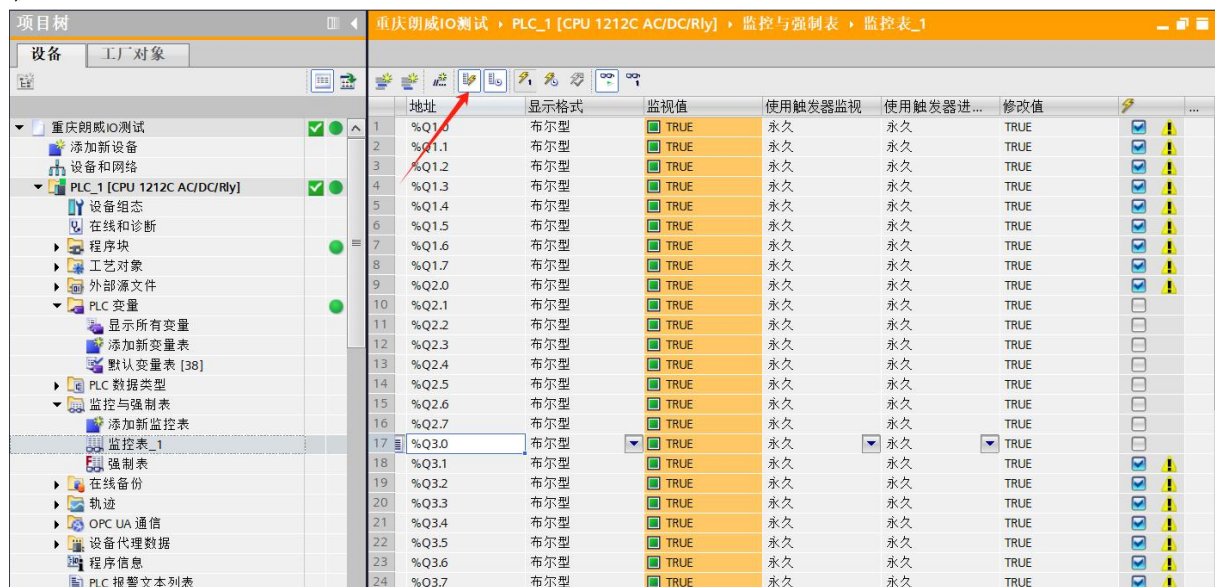 项目树
重庆朗威IO测试 › PLC_1 [CPU 1212C AC/DC/Rly] › 监控与强制表 › 监控表_1
设备 工厂对象
地址 显示格式 监视值 使用触发器监视 使用触发器进... 修改值 ...
重庆朗威IO测试
添加新设备
设备和网络
PLC_1 [CPU 1212C AC/DC/Rly]
设备组态
在线和诊断
程序块
工艺对象
外部源文件
PLC 变量
显示所有变量
添加新变量表
默认变量表 [38]
PLC 数据类型
监控与强制表
添加新监控表
监控表_1
强制表
在线备份
轨迹
OPC UA 通信
设备代理数据
程序信息
PLC 报警文本列表
1 %Q1.0 布尔型 TRUE 永久 永久 TRUE
2 %Q1.1 布尔型 TRUE 永久 永久 TRUE
3 %Q1.2 布尔型 TRUE 永久 永久 TRUE
4 %Q1.3 布尔型 TRUE 永久 永久 TRUE
5 %Q1.4 布尔型 TRUE 永久 永久 TRUE
6 %Q1.5 布尔型 TRUE 永久 永久 TRUE
7 %Q1.6 布尔型 TRUE 永久 永久 TRUE
8 %Q1.7 布尔型 TRUE 永久 永久 TRUE
9 %Q2.0 布尔型 TRUE 永久 永久 TRUE
10 %Q2.1 布尔型 TRUE 永久 永久 TRUE
11 %Q2.2 布尔型 TRUE 永久 永久 TRUE
12 %Q2.3 布尔型 TRUE 永久 永久 TRUE
13 %Q2.4 布尔型 TRUE 永久 永久 TRUE
14 %Q2.5 布尔型 TRUE 永久 永久 TRUE
15 %Q2.6 布尔型 TRUE 永久 永久 TRUE
16 %Q2.7 布尔型 TRUE 永久 永久 TRUE
17 %Q3.0 布尔型 TRUE 永久 永久 TRUE
18 %Q3.1 布尔型 TRUE 永久 永久 TRUE
19 %Q3.2 布尔型 TRUE 永久 永久 TRUE
20 %Q3.3 布尔型 TRUE 永久 永久 TRUE
21 %Q3.4 布尔型 TRUE 永久 永久 TRUE
22 %Q3.5 布尔型 TRUE 永久 永久 TRUE
23 %Q3.6 布尔型 TRUE 永久 永久 TRUE
24 %Q3.7 布尔型 TRUE 永久 永久 TRUE